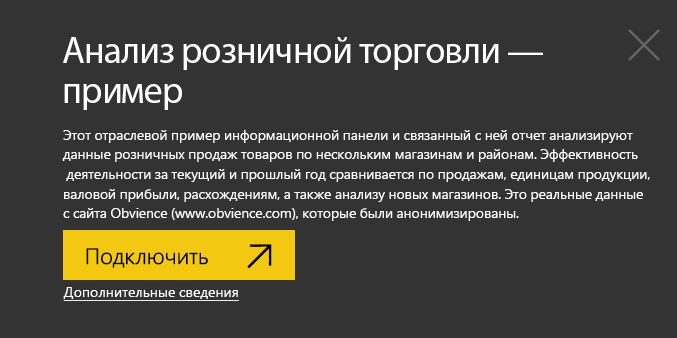 Анализ розничной торговли —
пример
Этот отраслевой пример информационной панели и связанный с ней отчет анализируют
данные розничных продаж товаров по нескольким магазинам и районам. Эффективность
деятельности за текущий и прошлый год сравнивается по продажам, единицам продукции,
валовой прибыли, расхождениям, а также анализу новых магазинов. Это реальные данные
с сайта Obvience (www.obvience.com), которые были анонимизированы.
Подключить
Дополнительные сведения